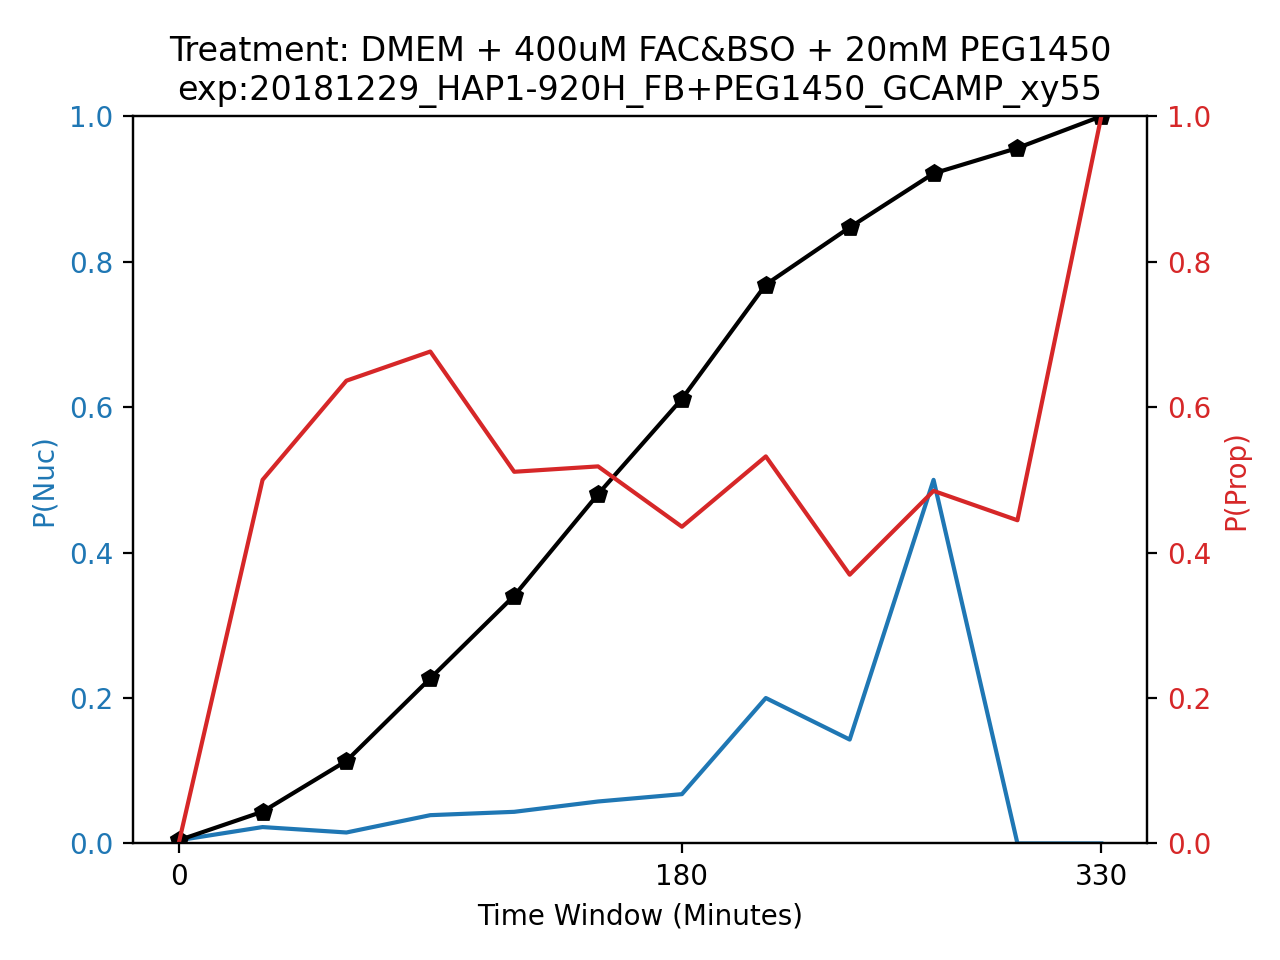 Treatment: DMEM + 400uM FAC&BSO + 20mM PEG1450
exp:20181229_HAP1-920H_FB+PEG1450_GCAMP_xy55
1.0
0.8
0.6
0.4
0.2
0.0
P(Nuc)
1.0
0.8
0.6
0.4
0.2
0.0
P(Prop)
0 180 330
Time Window (Minutes)